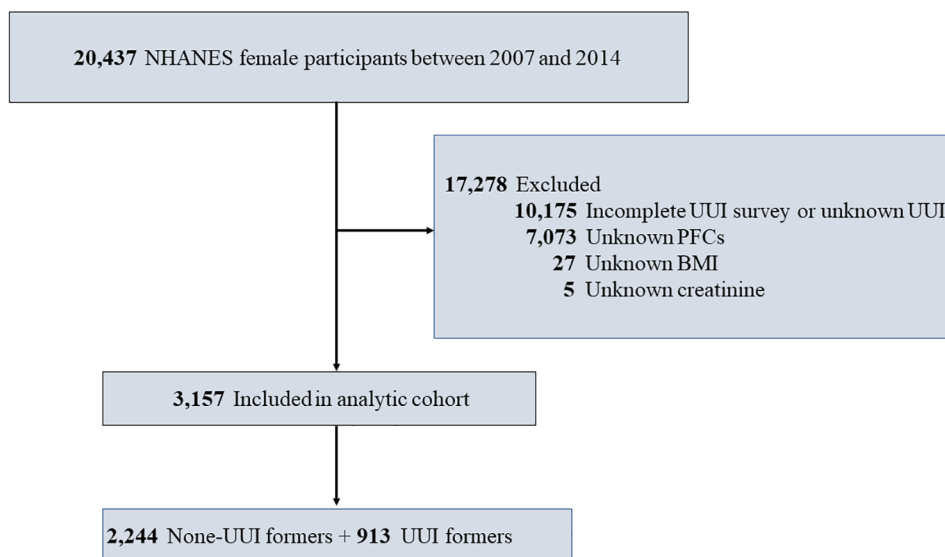 20,437 NHANES female participants between 2007 and 2014
17,278 Excluded
10,175 Incomplete UUI survey or unknown UUI
7,073 Unknown PFCs
27 Unknown BMI
5 Unknown creatinine
3,157 Included in analytic cohort
2,244 None-UUI formers + 913 UUI formers